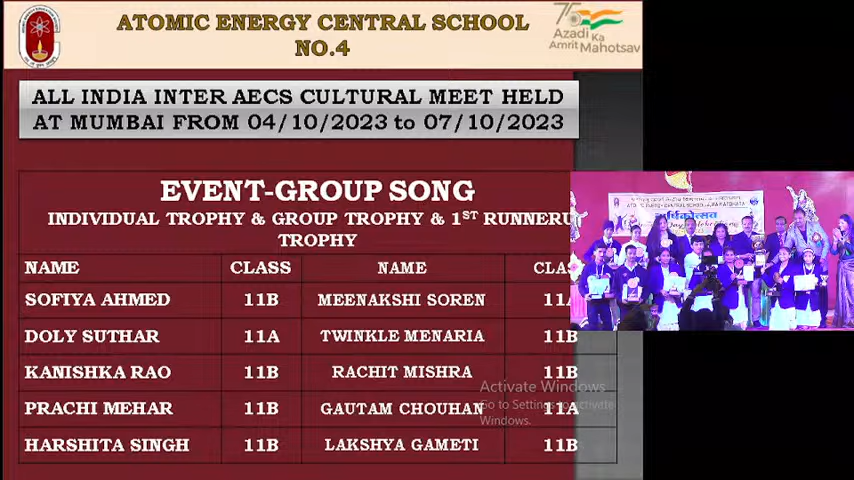 ATOMIC ENERGY CENTRAL SCHOOL
NO.4
Azadi Ka
Amrit Mahotsav
ALL INDIA INTER AECS CULTURAL MEET HELD
AT MUMBAI FROM 04/10/2023 to 07/10/2023
EVENT-GROUP SONG
INDIVIDUAL TROPHY & GROUP TROPHY & 1ST RUNNERU
TROPHY
NAME CLASS NAME CLAS
SOFIYA AHMED 11B MEENAKSHI SOREN 11A
DOLY SUTHAR 11A TWINKLE MENARIA 11B
KANISHKA RAO 11B RACHIT MISHRA 11B
PRACHI MEHAR 11B GAUTAM CHOUHAN 11A
HARSHITA SINGH 11B LAKSHYA GAMETI 11B
Activate Windows
Go to Settings to activate
Windows.
वार्षिकोत्सव